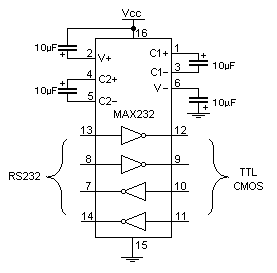 Vcc
16
10µF
2 V+
C1+ 1
10µF
C1− 3
10µF
4 C2+
5 C2−
V− 6
10µF
MAX232
13 12
8 9
RS232
7 10
TTL
CMOS
14 11
15